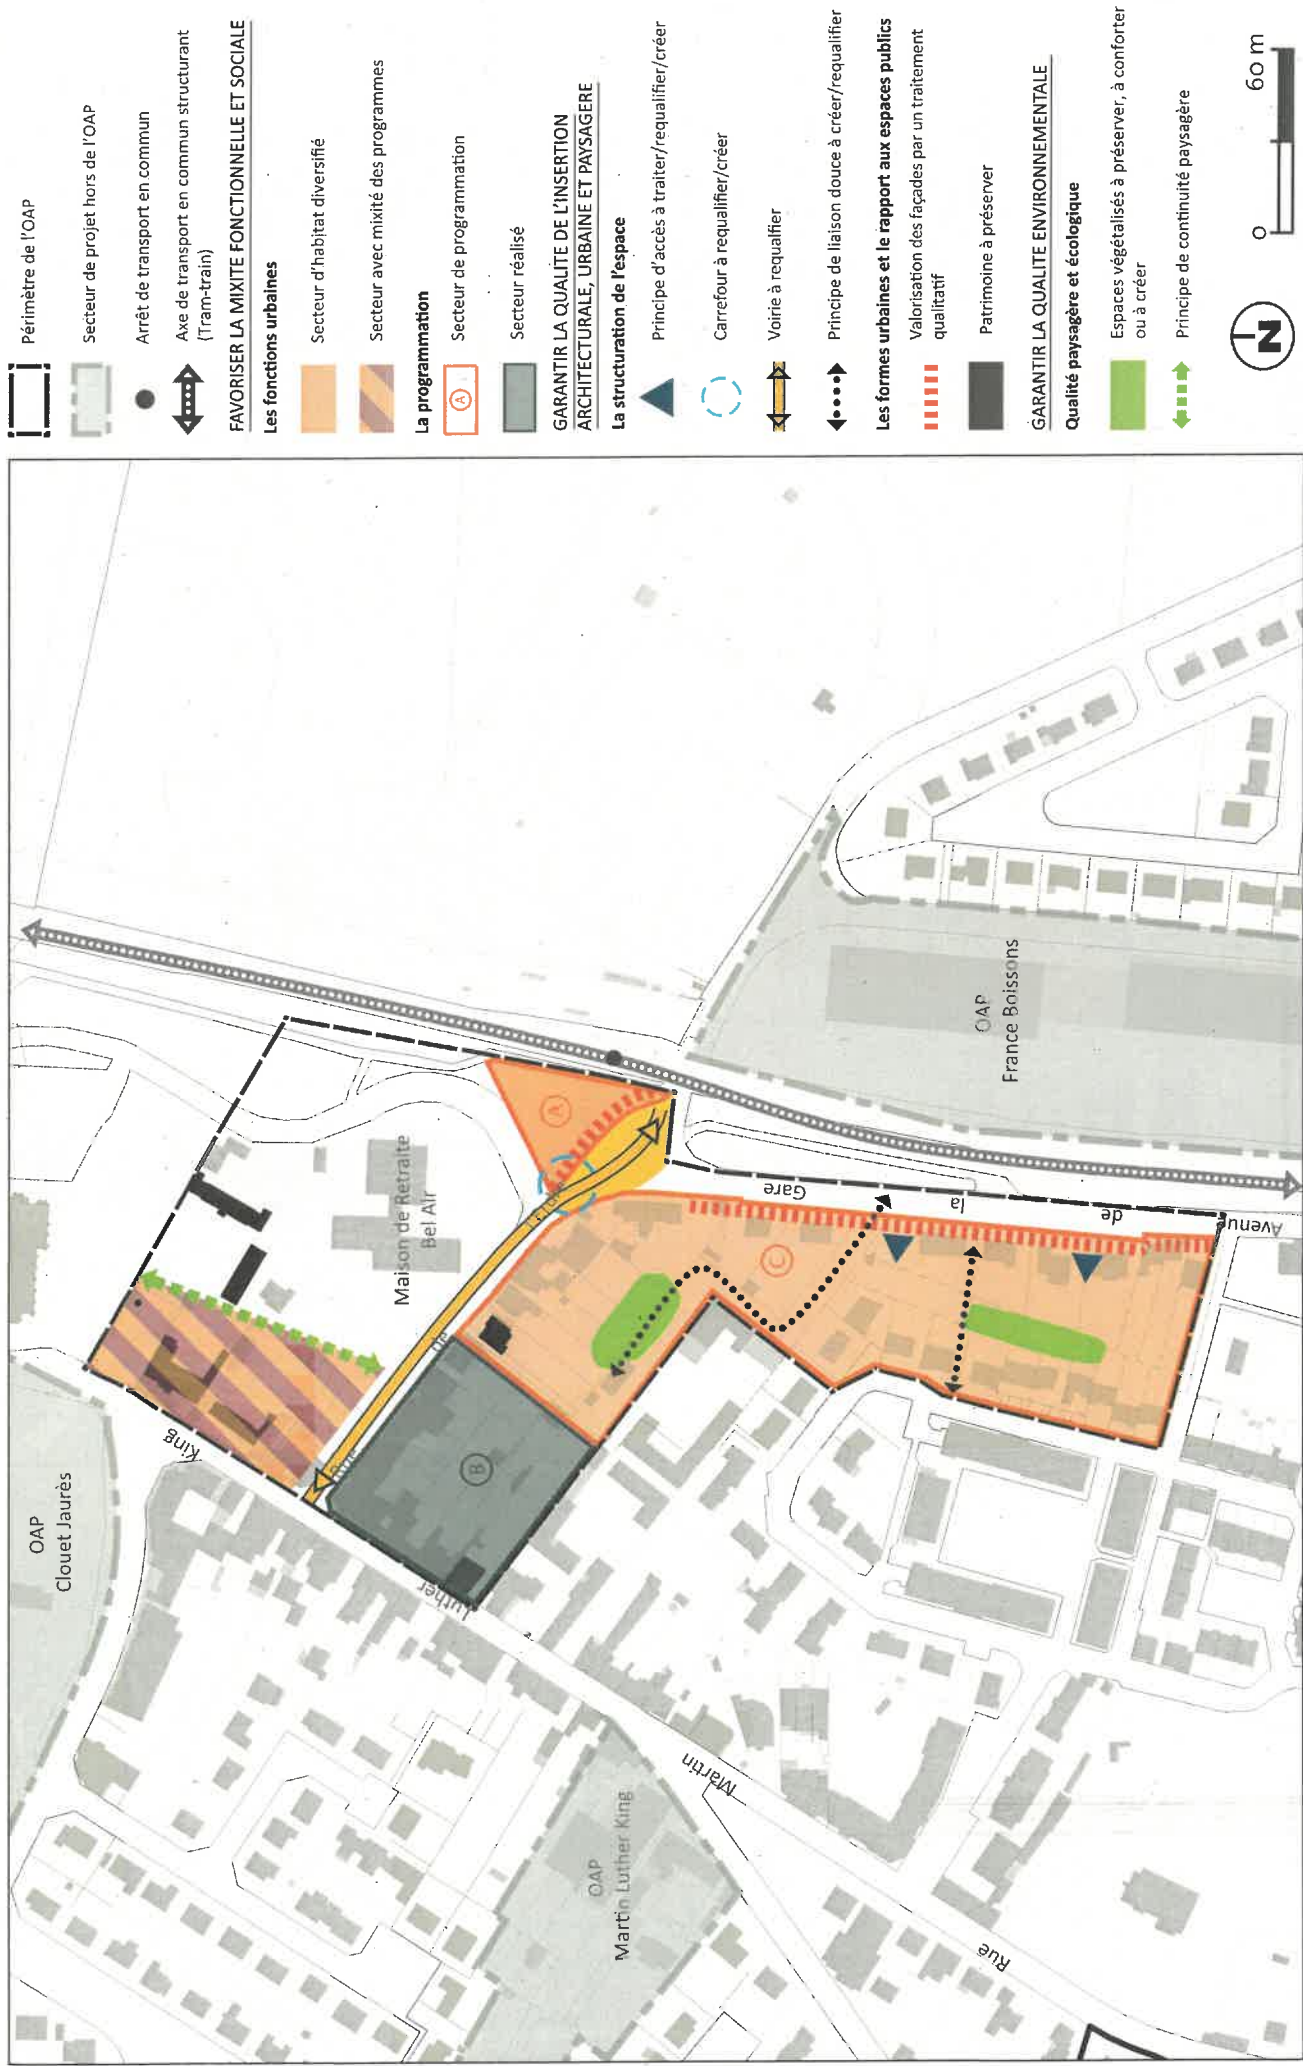 Périmètre de l'OAP
Secteur de projet hors de l'OAP
Arrêt de transport en commun
Axe de transport en commun structurant
(Tram-train)
FAVORISER LA MIXITE FONCTIONNELLE ET SOCIALE
Les fonctions urbaines
Secteur d'habitat diversifié
Secteur avec mixité des programmes
La programmation
A
Secteur de programmation
Secteur réalisé
GARANTIR LA QUALITE DE L'INSERTION
ARCHITECTURALE, URBAINE ET PAYSAGERE
La structuration de l'espace
Principe d'accès à traiter/requalifier/créer
Carrefour à requalifier/créer
Voirie à requalfier
Principe de liaison douce à créer/requalifier
Les formes urbaines et le rapport aux espaces publics
Valorisation des façades par un traitement
qualitatif
Patrimoine à préserver
GARANTIR LA QUALITE ENVIRONNEMENTALE
Qualité paysagère et écologique
Espaces végétalisés à préserver, à conforter
ou à créer
Principe de continuité paysagère
N
0
60 m
OAP
Clouet Jaurès
King
Luther
Martin
Rue
OAP
Martin Luther King
Maison de Retraite
Bel Air
Rue
de
A
B
C
Avenue
de
la
Gare
OAP
France Boissons